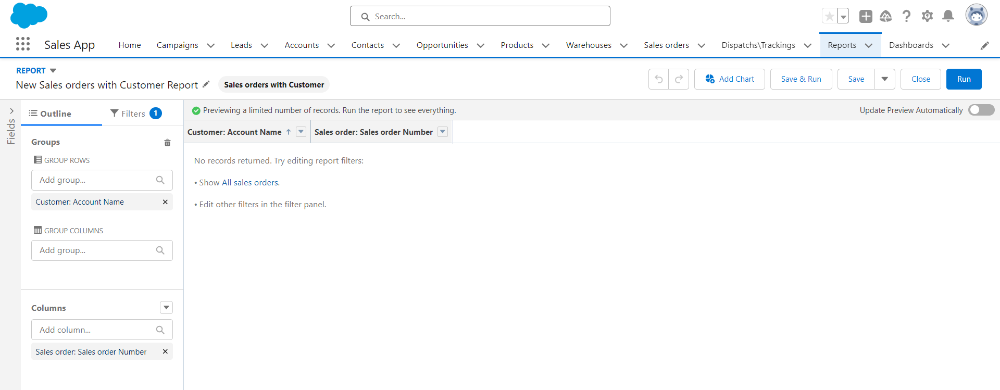 Search...
Sales App
Home
Campaigns
Leads
Accounts
Contacts
Opportunities
Products
Warehouses
Sales orders
Dispatchs\Trackings
Reports
Dashboards
REPORT
New Sales orders with Customer Report
Sales orders with Customer
Add Chart
Save & Run
Save
Close
Run
Fields
Outline
Filters 1
Previewing a limited number of records. Run the report to see everything.
Update Preview Automatically
Groups
GROUP ROWS
Add group...
Customer: Account Name
GROUP COLUMNS
Add group...
Columns
Add column...
Sales order: Sales order Number
Customer: Account Name
Sales order: Sales order Number
No records returned. Try editing report filters:
• Show All sales orders.
• Edit other filters in the filter panel.